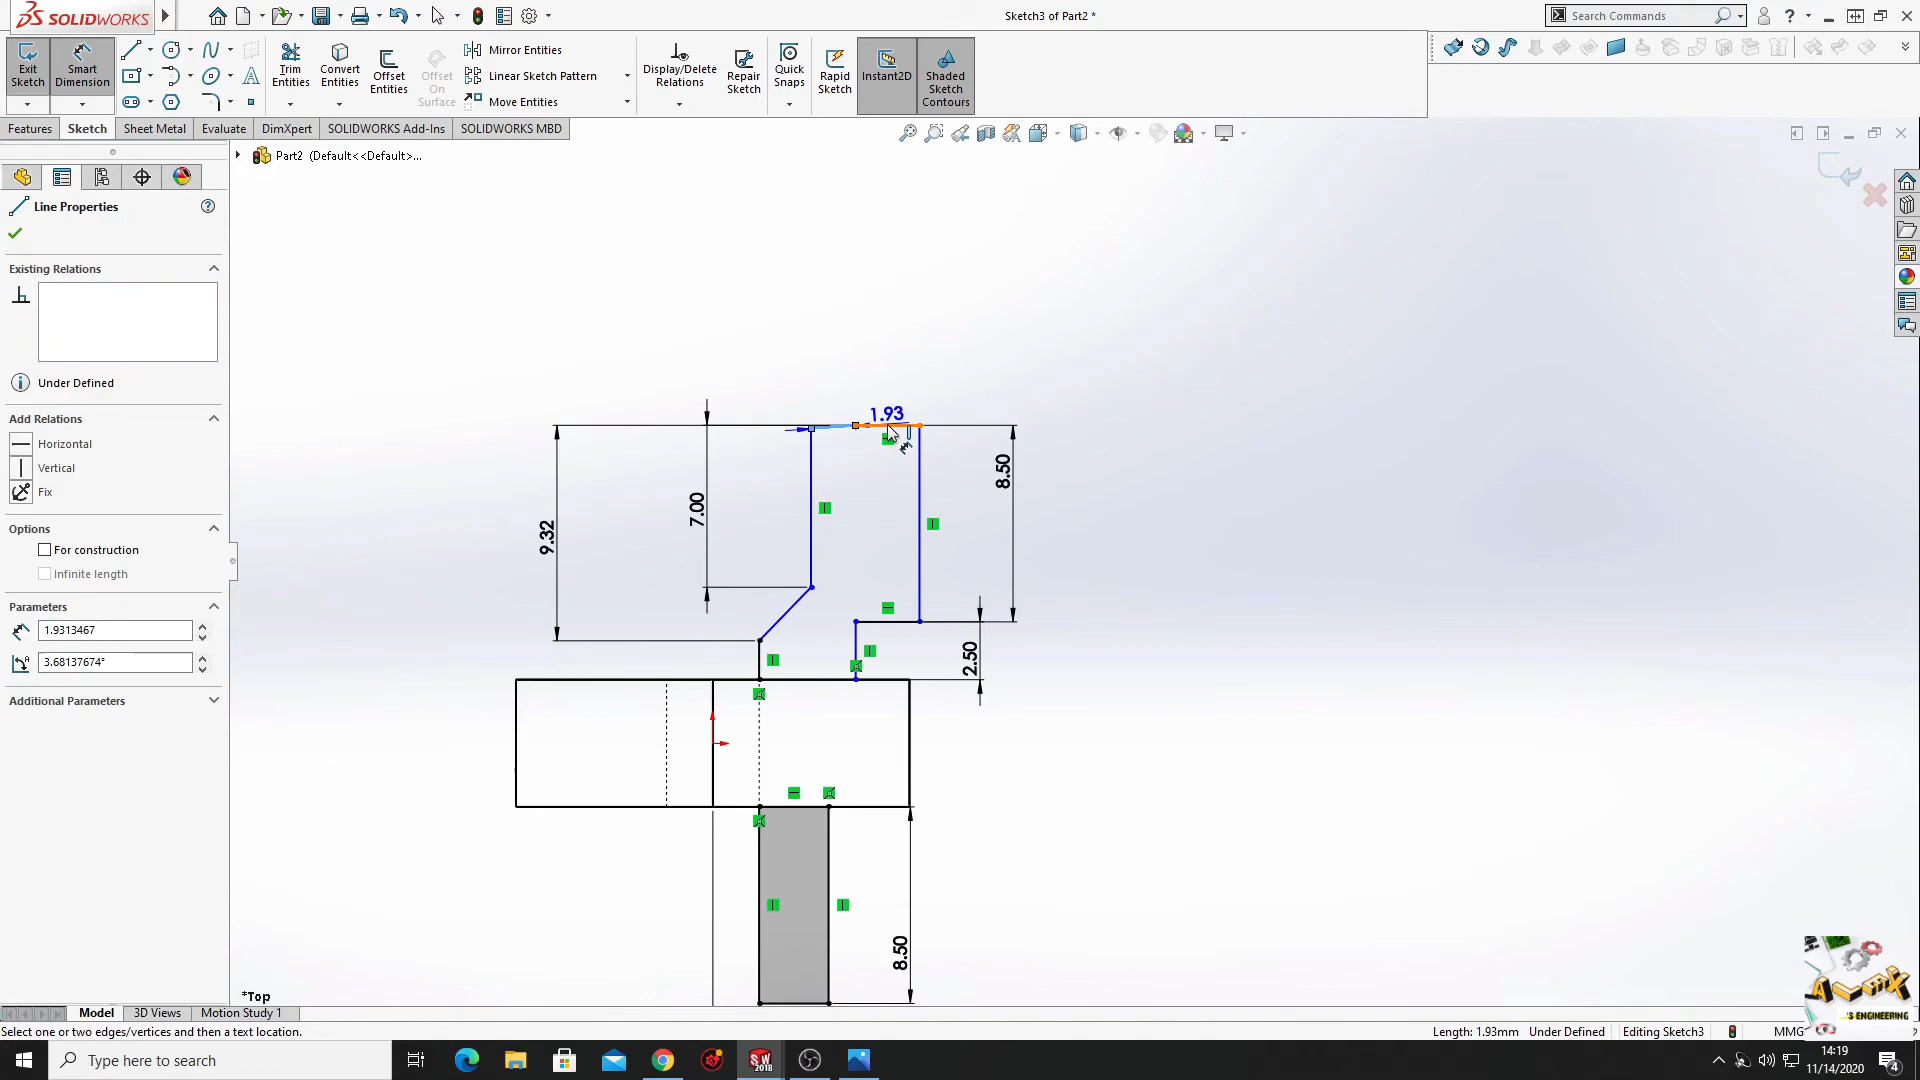 SOLIDWORKS
Sketch3 of Part2 *
Search Commands
Exit Sketch
Smart Dimension
Trim Entities
Convert Entities
Offset Entities
Offset On Surface
Mirror Entities
Linear Sketch Pattern
Move Entities
Display/Delete Relations
Repair Sketch
Quick Snaps
Rapid Sketch
Instant2D
Shaded Sketch Contours
Features
Sketch
Sheet Metal
Evaluate
DimXpert
SOLIDWORKS Add-Ins
SOLIDWORKS MBD
Part2 (Default<<Default>...
Line Properties
Existing Relations
Under Defined
Add Relations
Horizontal
Vertical
Fix
Options
For construction
Infinite length
Parameters
1.9313467
3.68137674°
Additional Parameters
1.93
9.32
7.00
8.50
2.50
8.50
*Top
ALMX
'S ENGINEERING
Model
3D Views
Motion Study 1
Select one or two edges/vertices and then a text location.
Length: 1.93mm
Under Defined
Editing Sketch3
MMG
Type here to search
SW
2018
14:19
11/14/2020
4